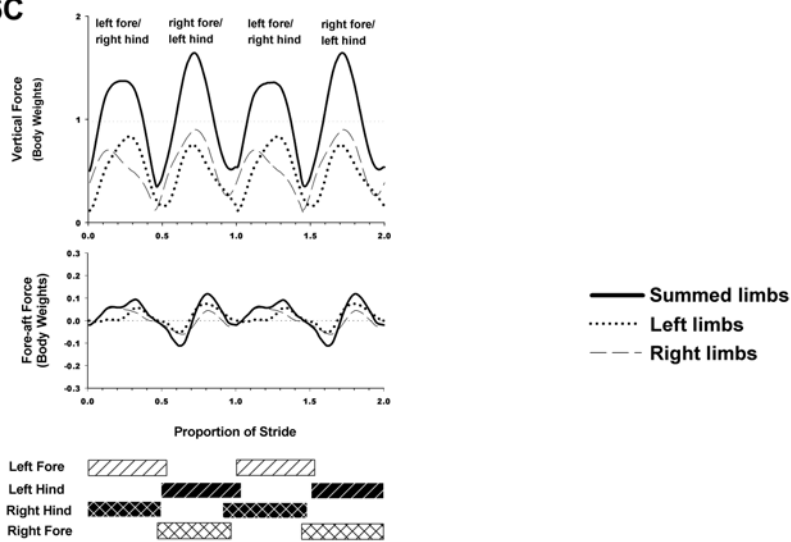 6C
left fore/ right fore/ left fore/ right fore/
right hind left hind right hind left hind
Vertical Force
(Body Weights)
2
1
0
0.0 0.5 1.0 1.5 2.0
Fore-aft Force
(Body Weights)
0.3
0.2
0.1
0.0
-0.1
-0.2
-0.3
0.0 0.5 1.0 1.5 2.0
Proportion of Stride
Summed limbs
Left limbs
Right limbs
Left Fore
Left Hind
Right Hind
Right Fore